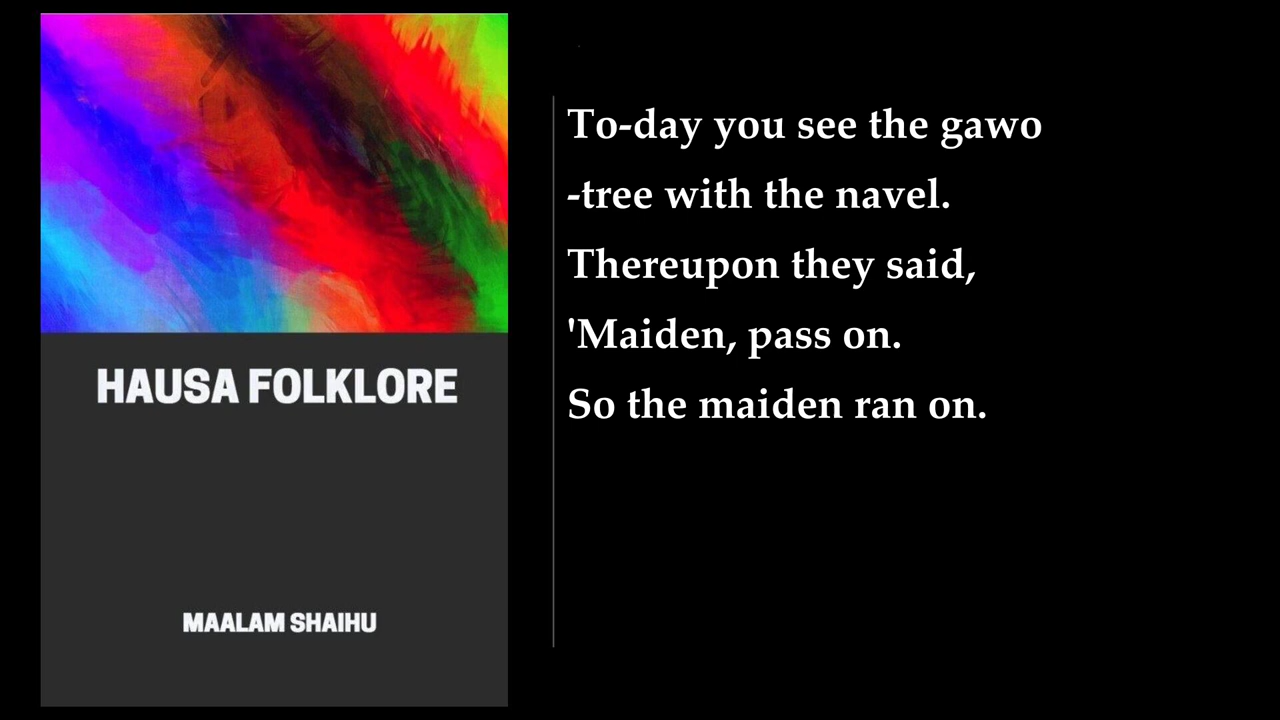 HAUSA FOLKLORE
MAALAM SHAIHU
To-day you see the gawo
-tree with the navel.
Thereupon they said,
'Maiden, pass on.
So the maiden ran on.